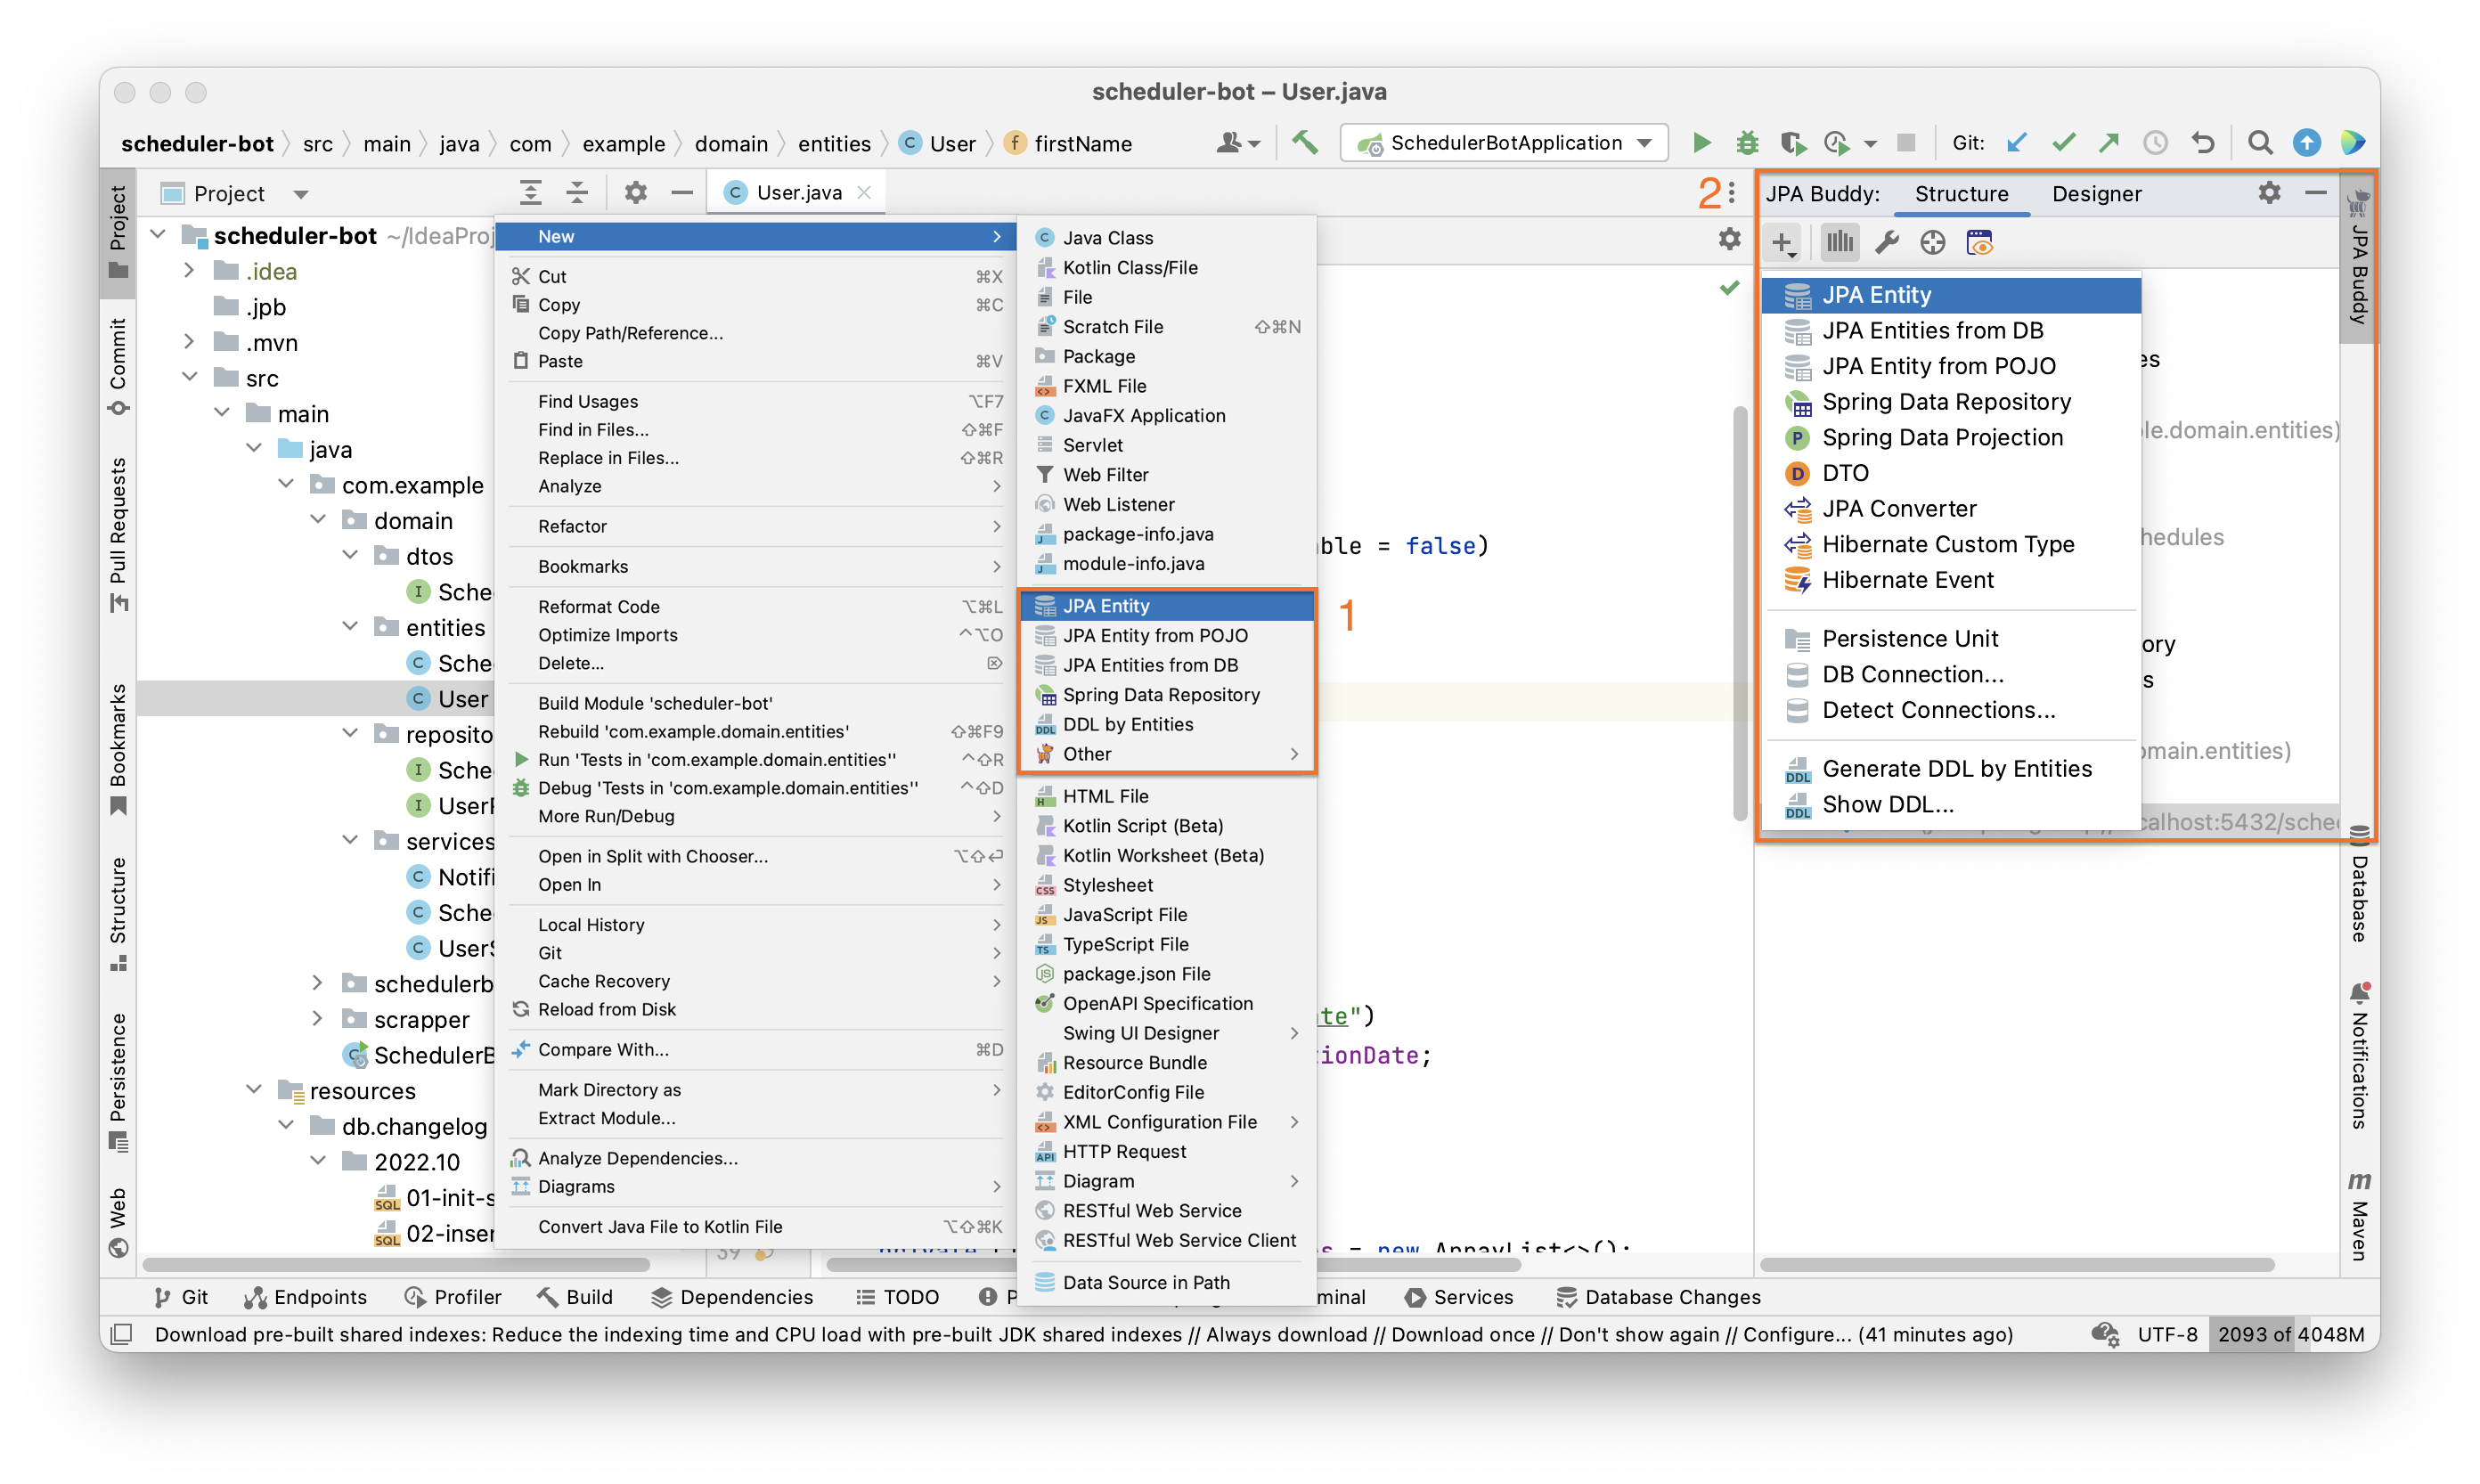 scheduler-bot – User.java
scheduler-bot src main java com example domain entities C User f firstName
SchedulerBotApplication
Git:
Project
Project
Commit
Pull Requests
Bookmarks
Structure
Persistence
Web
scheduler-bot ~/IdeaProj
.idea
.jpb
.mvn
src
main
java
com.example
domain
dtos
I Sche
entities
C Sche
C User
reposito
I Sche
I UserR
services
C Notifi
C Sche
C UserS
schedulerb
scrapper
SchedulerB
resources
db.changelog
2022.10
SQL 01-init-s
SQL 02-inser
C User.java
New
Cut ⌘X
Copy ⌘C
Copy Path/Reference...
Paste ⌘V
Find Usages ⌥F7
Find in Files... ⇧⌘F
Replace in Files... ⇧⌘R
Analyze
Refactor
Bookmarks
Reformat Code ⌥⌘L
Optimize Imports ^⌥O
Delete... ⌦
Build Module 'scheduler-bot'
Rebuild 'com.example.domain.entities' ⇧⌘F9
Run 'Tests in 'com.example.domain.entities'' ^⇧R
Debug 'Tests in 'com.example.domain.entities'' ^⇧D
More Run/Debug
Open in Split with Chooser... ⌥⇧⏎
Open In
Local History
Git
Cache Recovery
Reload from Disk
Compare With... ⌘D
Mark Directory as
Extract Module...
Analyze Dependencies...
Diagrams
Convert Java File to Kotlin File ⌥⇧⌘K
C Java Class
Kotlin Class/File
File
Scratch File ⇧⌘N
Package
FXML File
C JavaFX Application
Servlet
Web Filter
Web Listener
package-info.java
module-info.java
JPA Entity
JPA Entity from POJO
JPA Entities from DB
Spring Data Repository
DDL DDL by Entities
Other
H HTML File
Kotlin Script (Beta)
Kotlin Worksheet (Beta)
CSS Stylesheet
JS JavaScript File
TS TypeScript File
JS package.json File
OpenAPI Specification
Swing UI Designer
Resource Bundle
EditorConfig File
XML Configuration File
API HTTP Request
Diagram
RESTful Web Service
RESTful Web Service Client
Data Source in Path
1
ble = false)
te")
ionDate;
39
private
s = new ArrayList<>();
2
JPA Buddy: Structure Designer
JPA Entity
JPA Entities from DB
JPA Entity from POJO
Spring Data Repository
P Spring Data Projection
D DTO
JPA Converter
Hibernate Custom Type
Hibernate Event
Persistence Unit
DB Connection...
Detect Connections...
DDL Generate DDL by Entities
DDL Show DDL...
es
le.domain.entities)
hedules
ory
s
main.entities)
calhost:5432/sche
JPA Buddy
Database
Notifications
m Maven
Git Endpoints Profiler Build Dependencies TODO P minal Services Database Changes
Download pre-built shared indexes: Reduce the indexing time and CPU load with pre-built JDK shared indexes // Always download // Download once // Don't show again // Configure... (41 minutes ago) UTF-8 2093 of 4048M